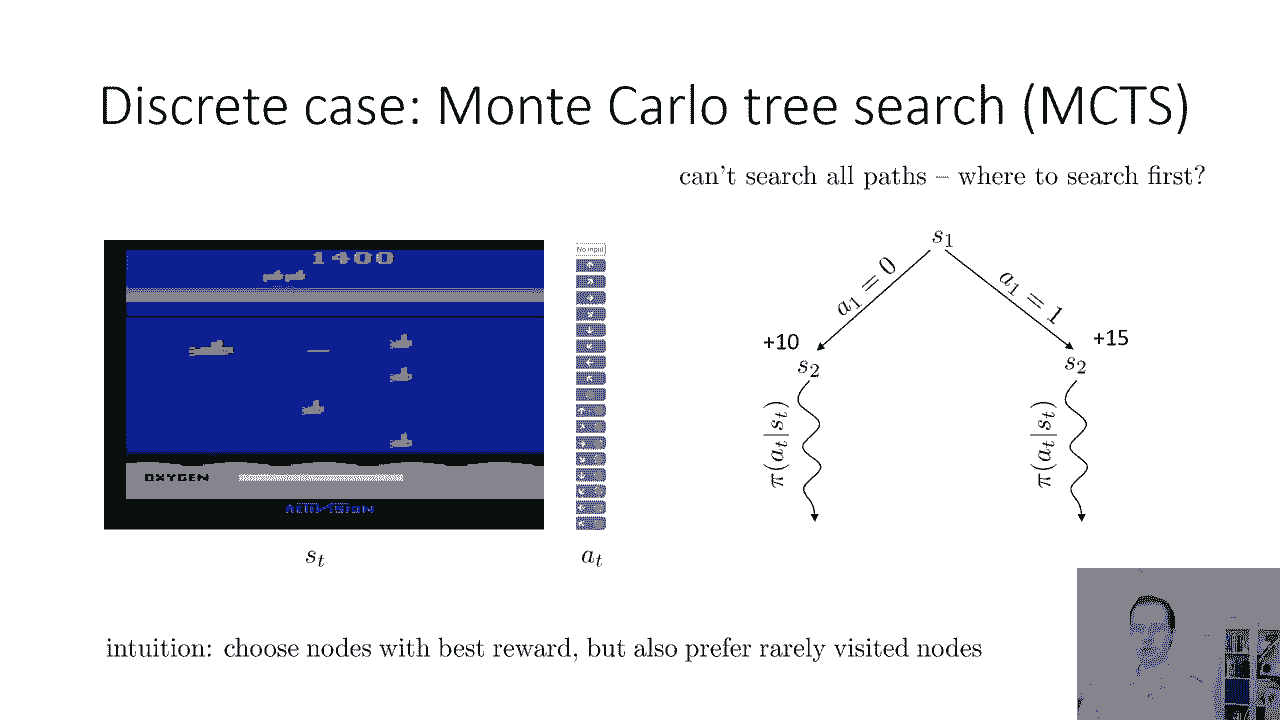 Discrete case: Monte Carlo tree search (MCTS)
can't search all paths – where to search first?
1400
OXYGEN
ACTIVISION
No input
s_t
a_t
s_1
a_1 = 0
a_1 = 1
+10
+15
s_2
s_2
π(a_t|s_t)
π(a_t|s_t)
intuition: choose nodes with best reward, but also prefer rarely visited nodes